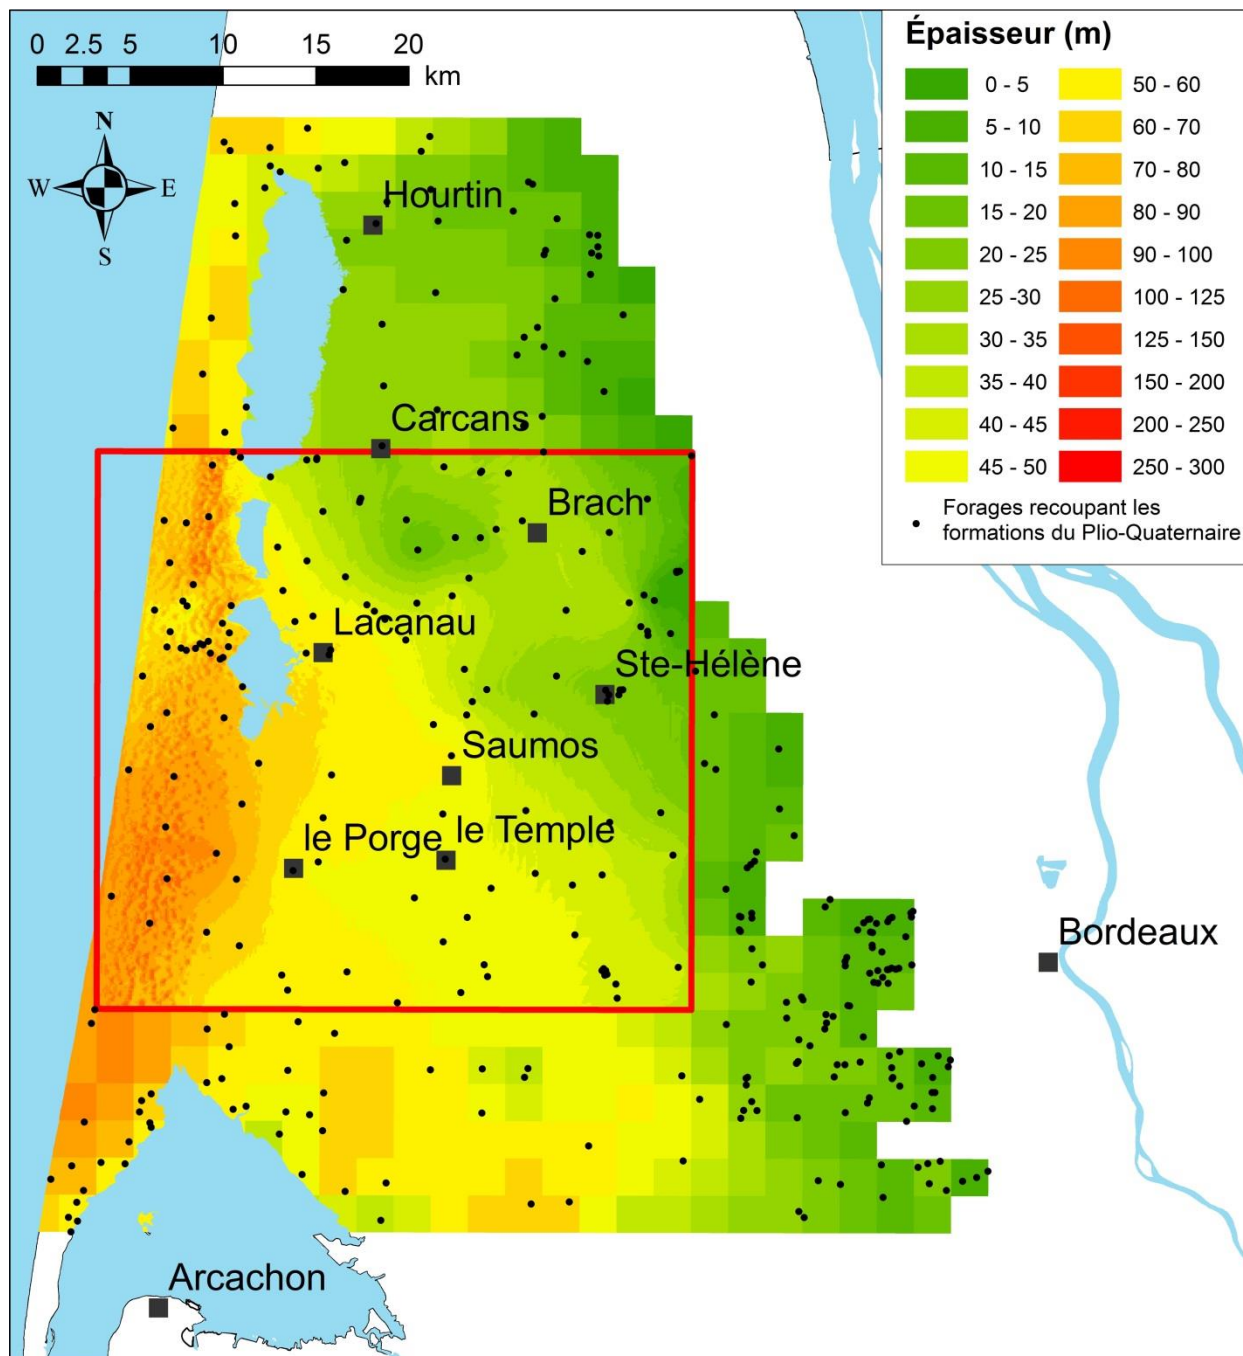 0 2.5 5 10 15 20
km
N
W E
S
Épaisseur (m)
0 - 5 50 - 60
5 - 10 60 - 70
10 - 15 70 - 80
15 - 20 80 - 90
20 - 25 90 - 100
25 -30 100 - 125
30 - 35 125 - 150
35 - 40 150 - 200
40 - 45 200 - 250
45 - 50 250 - 300
Forages recoupant les
formations du Plio-Quaternaire
Hourtin
Carcans
Brach
Lacanau
Ste-Hélène
Saumos
le Porge
le Temple
Bordeaux
Arcachon